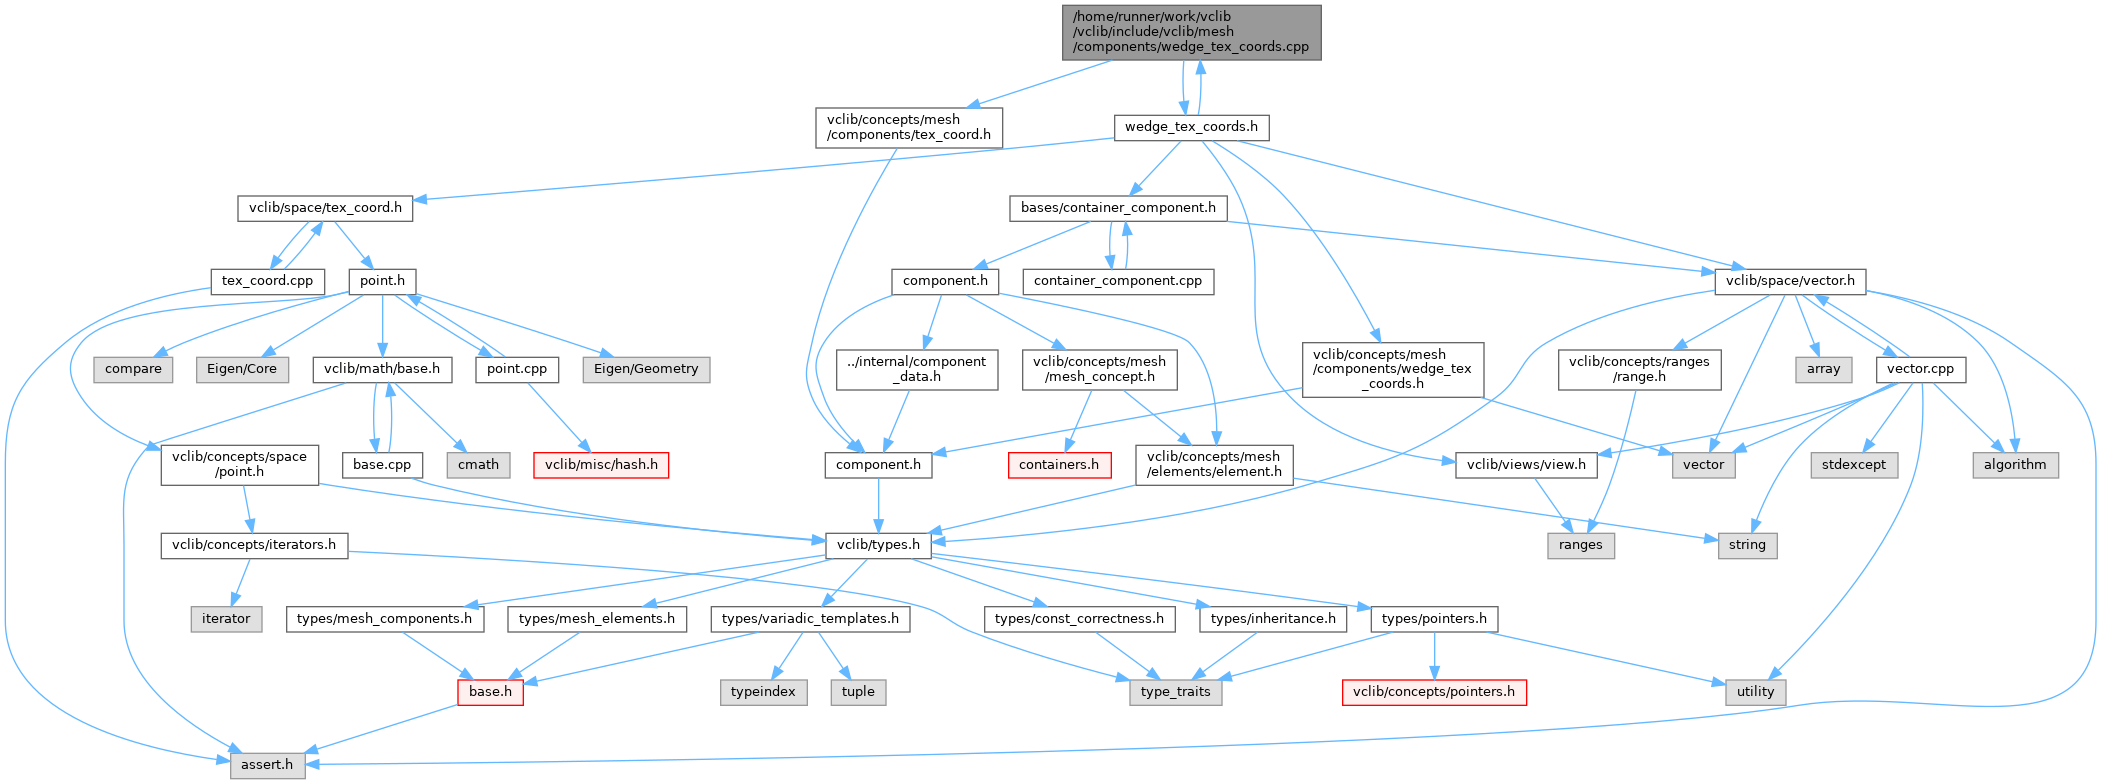 /home/runner/work/vclib
/vclib/include/vclib/mesh
/components/wedge_tex_coords.cpp
vclib/concepts/mesh
/components/tex_coord.h
wedge_tex_coords.h
vclib/space/tex_coord.h
bases/container_component.h
tex_coord.cpp
point.h
component.h
container_component.cpp
vclib/space/vector.h
compare
Eigen/Core
vclib/math/base.h
point.cpp
Eigen/Geometry
../internal/component
_data.h
vclib/concepts/mesh
/mesh_concept.h
vclib/concepts/mesh
/components/wedge_tex
_coords.h
vclib/concepts/ranges
/range.h
array
vector.cpp
vclib/concepts/space
/point.h
base.cpp
cmath
vclib/misc/hash.h
component.h
containers.h
vclib/concepts/mesh
/elements/element.h
vclib/views/view.h
vector
stdexcept
algorithm
vclib/concepts/iterators.h
vclib/types.h
ranges
string
iterator
types/mesh_components.h
types/mesh_elements.h
types/variadic_templates.h
types/const_correctness.h
types/inheritance.h
types/pointers.h
base.h
typeindex
tuple
type_traits
vclib/concepts/pointers.h
utility
assert.h